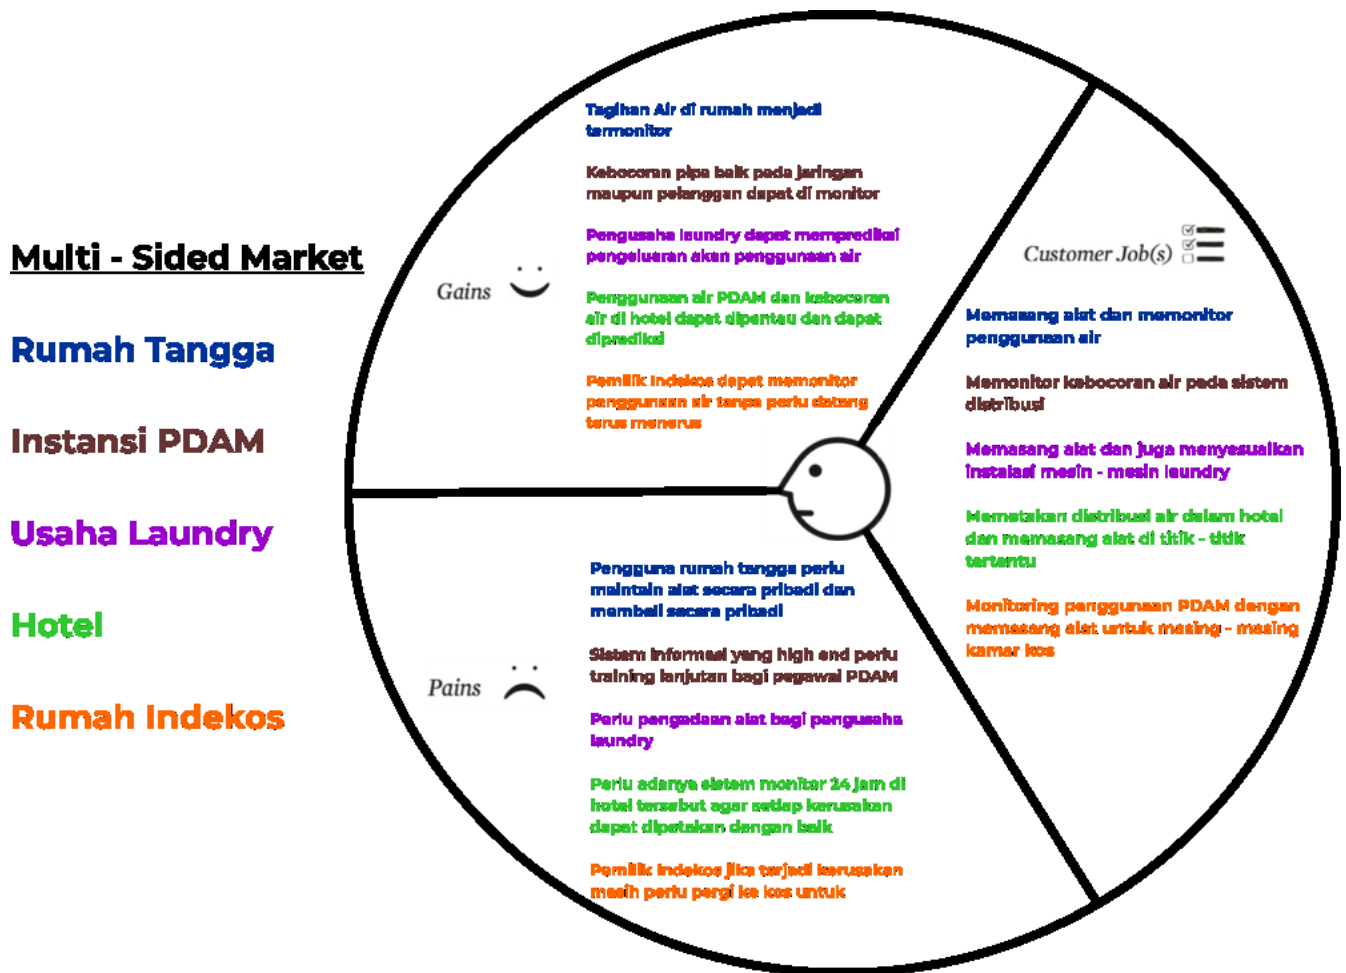 Multi - Sided Market
Rumah Tangga
Instansi PDAM
Usaha Laundry
Hotel
Rumah Indekos
Gains
Tagihan Air di rumah menjadi
termonitor
Kebocoran pipa baik pada jaringan
maupun pelanggan dapat di monitor
Pengusaha laundry dapat memprediksi
pengeluaran akan penggunaan air
Penggunaan air PDAM dan kebocoran
air di hotel dapat dipantau dan dapat
diprediksi
Pemilik Indekos dapat memonitor
penggunaan air tanpa perlu datang
terus menerus
Customer Job(s)
Memasang alat dan memonitor
penggunaan air
Memonitor kebocoran air pada sistem
distribusi
Memasang alat dan juga menyesuaikan
instalasi mesin - mesin laundry
Memetakan distribusi air dalam hotel
dan memasang alat di titik - titik
tertentu
Monitoring penggunaan PDAM dengan
memasang alat untuk masing - masing
kamar kos
Pains
Pengguna rumah tangga perlu
maintain alat secara pribadi dan
membeli secara pribadi
Sistem informasi yang high end perlu
training lanjutan bagi pegawai PDAM
Perlu pengadaan alat bagi pengusaha
laundry
Perlu adanya sistem monitor 24 jam di
hotel tersebut agar setiap kerusakan
dapat dipetakan dengan baik
Pemilik indekos jika terjadi kerusakan
masih perlu pergi ke kos untuk